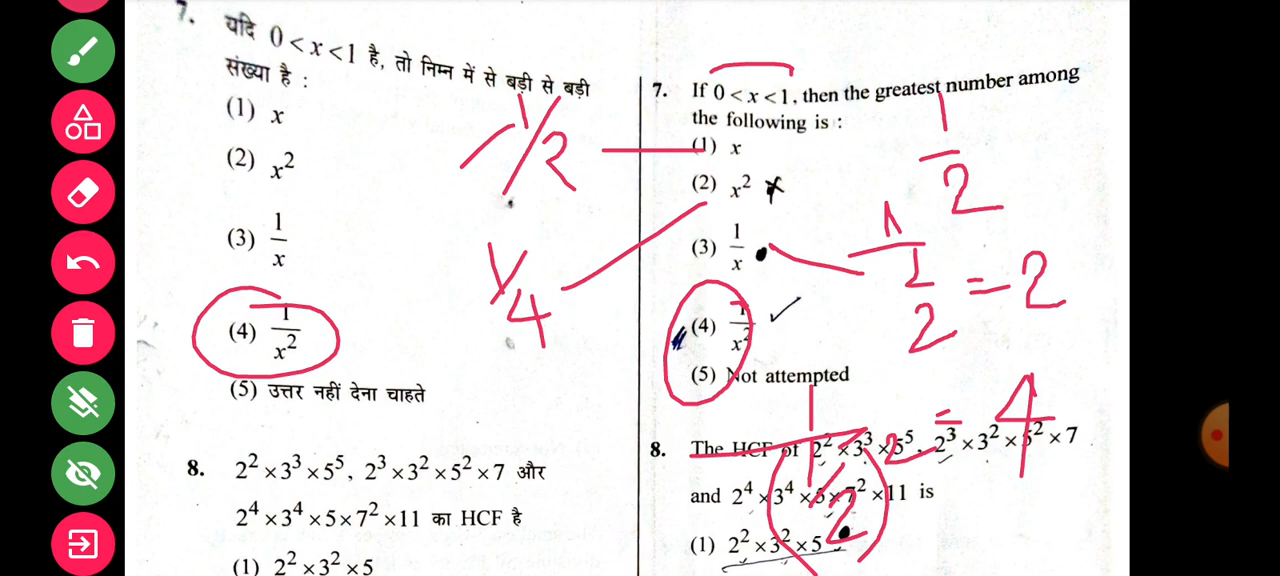 7. यदि 0 < x < 1 है, तो निम्न में से बड़ी से बड़ी
संख्या है :
(1) x
(2) x²
(3) 1/x
(4) 1/x²
(5) उत्तर नहीं देना चाहते
8. 2² × 3³ × 5⁵, 2³ × 3² × 5² × 7 और
2⁴ × 3⁴ × 5 × 7² × 11 का HCF है
(1) 2² × 3² × 5
1/2
1/4
7. If 0 < x < 1, then the greatest number among
the following is :
(1) x
(2) x²
(3) 1/x
(4) 1/x²
(5) Not attempted
8. The HCF of 2² × 3³ × 5⁵, 2³ × 3² × 5² × 7
and 2⁴ × 3⁴ × 5 × 7² × 11 is
(1) 2² × 3² × 5
1/2
1/(1/2) = 2
1/(1/2)² = 4